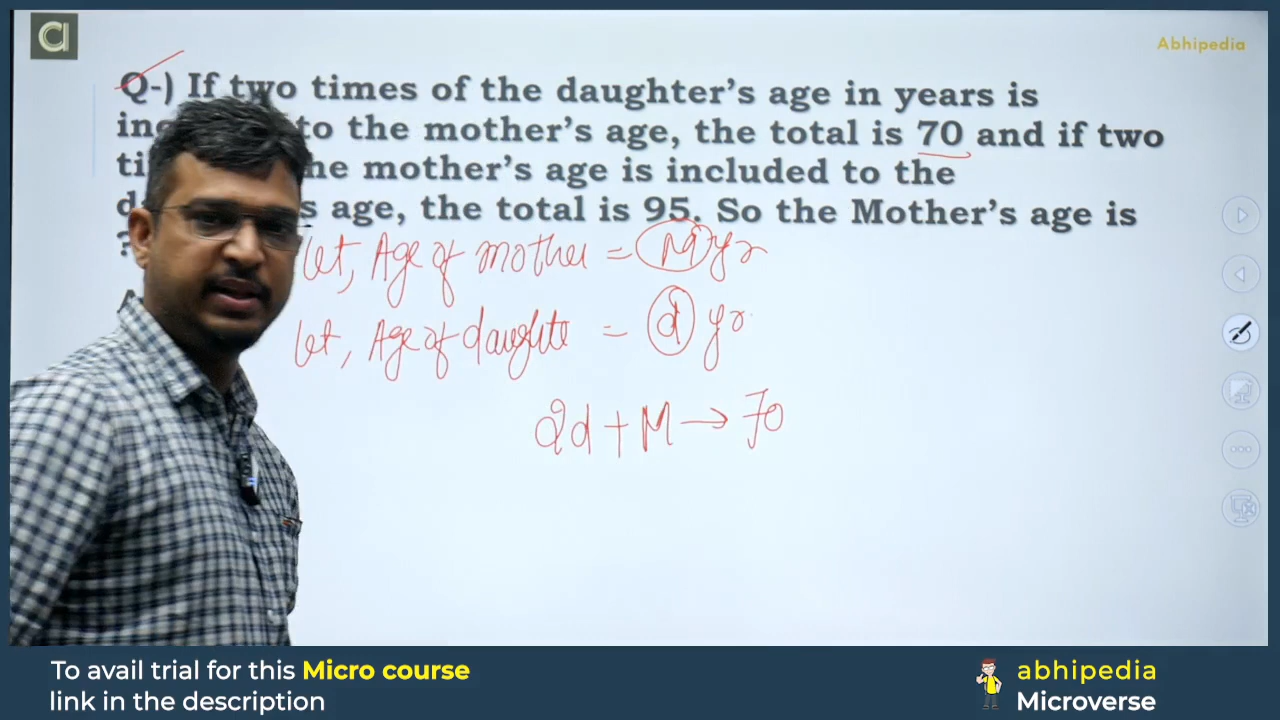 a
Abhipedia
Q-) If two times of the daughter's age in years is
to the mother's age, the total is 70 and if two
the mother's age is included to the
age, the total is 95. So the Mother's age is
?
let, Age of mother = M yr
let, Age of daughte = d yr
2d + M → 70
To avail trial for this Micro course
link in the description
abhipedia
Microverse